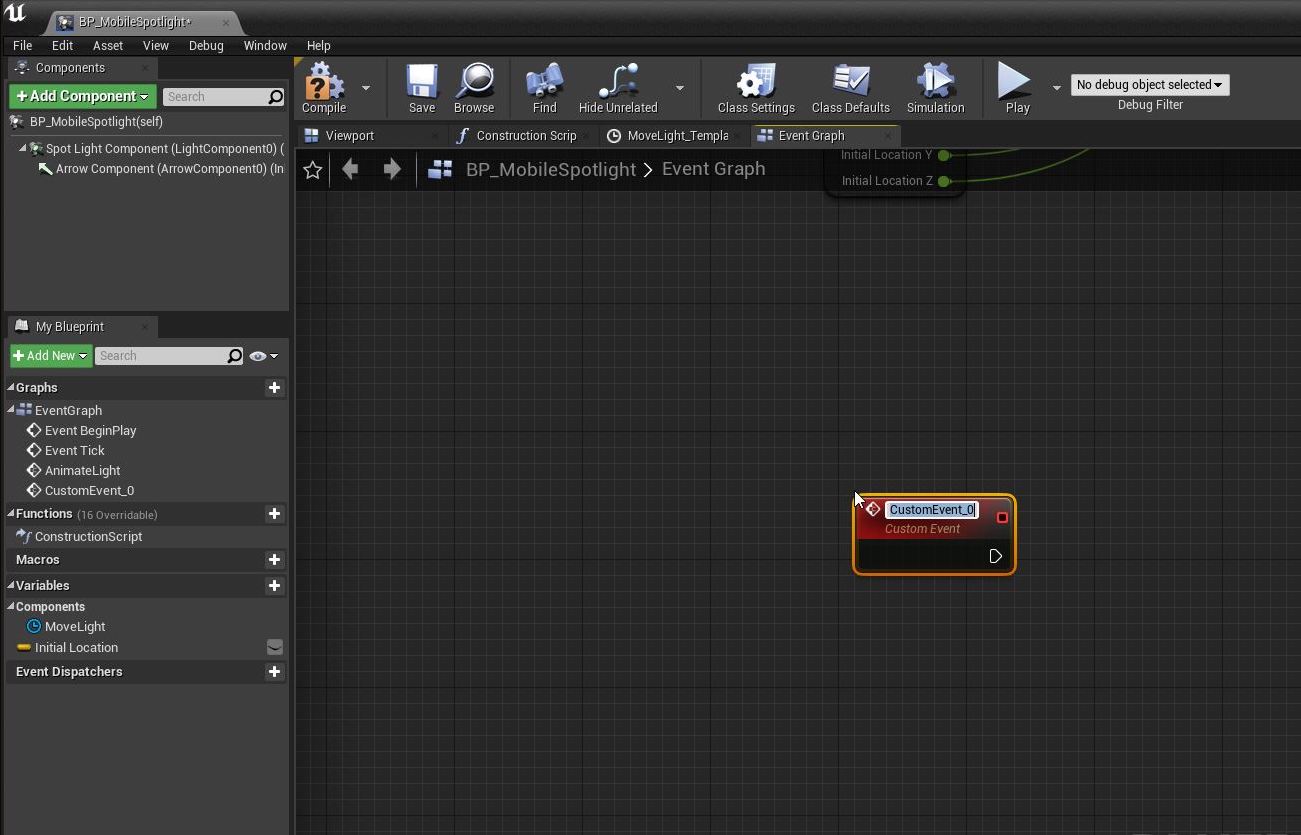 BP_MobileSpotlight*
File Edit Asset View Debug Window Help
Components
+Add Component
Search
BP_MobileSpotlight(self)
Spot Light Component (LightComponent0) (
Arrow Component (ArrowComponent0) (In
Compile
Save
Browse
Find
Hide Unrelated
Class Settings
Class Defaults
Simulation
Play
No debug object selected
Debug Filter
Viewport
Construction Scrip
MoveLight_Templa
Event Graph
BP_MobileSpotlight > Event Graph
Initial Location Y
Initial Location Z
My Blueprint
+Add New
Search
Graphs
EventGraph
Event BeginPlay
Event Tick
AnimateLight
CustomEvent_0
Functions (16 Overridable)
ConstructionScript
Macros
Variables
Components
MoveLight
Initial Location
Event Dispatchers
CustomEvent_0
Custom Event